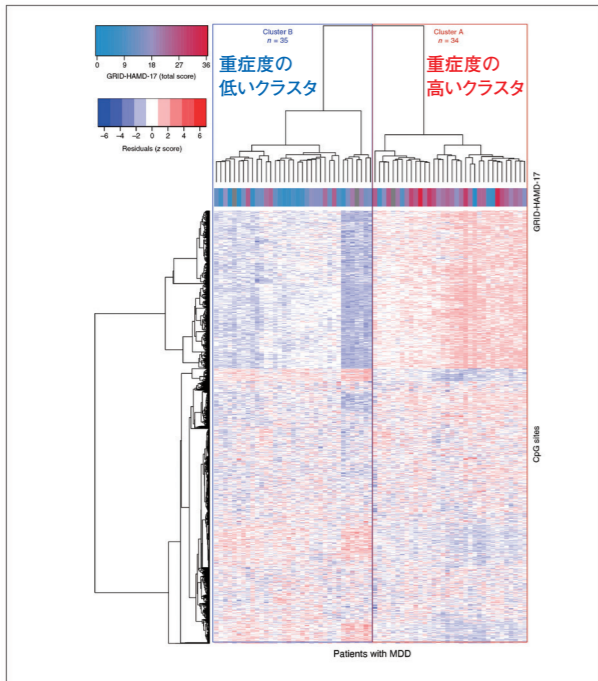 0 12 18 27 36
GRID-HAMD-17 (total score)
-6 -4 -2 0 2 4 6
Residuals (z score)
Cluster B
n = 35
重症度の
低いクラスタ
Cluster A
n = 34
重症度の
高いクラスタ
GRID-HAMD-17
CpG sites
Patients with MDD